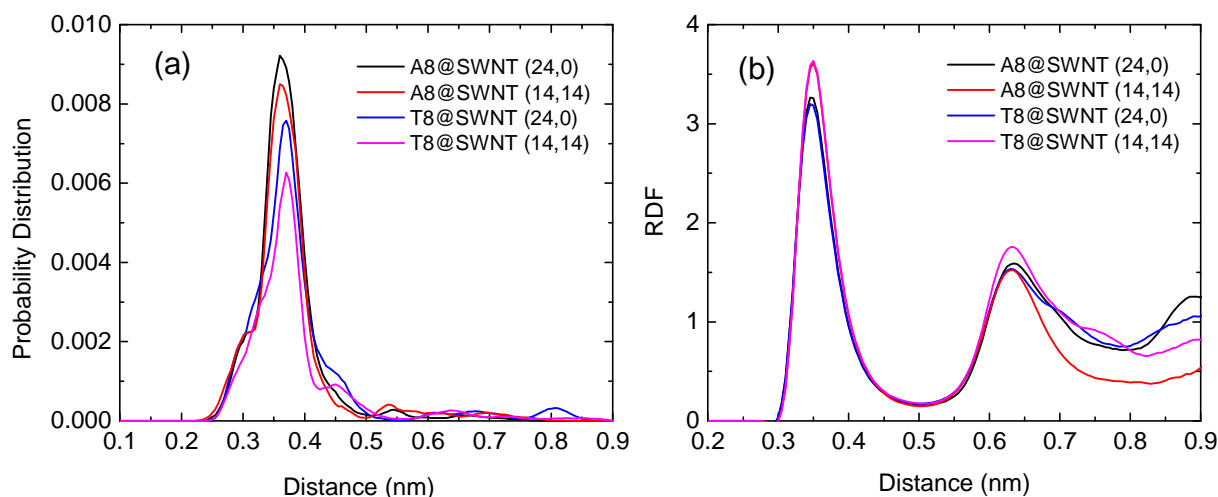 (a)
A8@SWNT (24,0)
A8@SWNT (14,14)
T8@SWNT (24,0)
T8@SWNT (14,14)
Probability Distribution
0.010
0.008
0.006
0.004
0.002
0.000
0.1 0.2 0.3 0.4 0.5 0.6 0.7 0.8 0.9
Distance (nm)
(b)
A8@SWNT (24,0)
A8@SWNT (14,14)
T8@SWNT (24,0)
T8@SWNT (14,14)
RDF
4
3
2
1
0
0.2 0.3 0.4 0.5 0.6 0.7 0.8 0.9
Distance (nm)